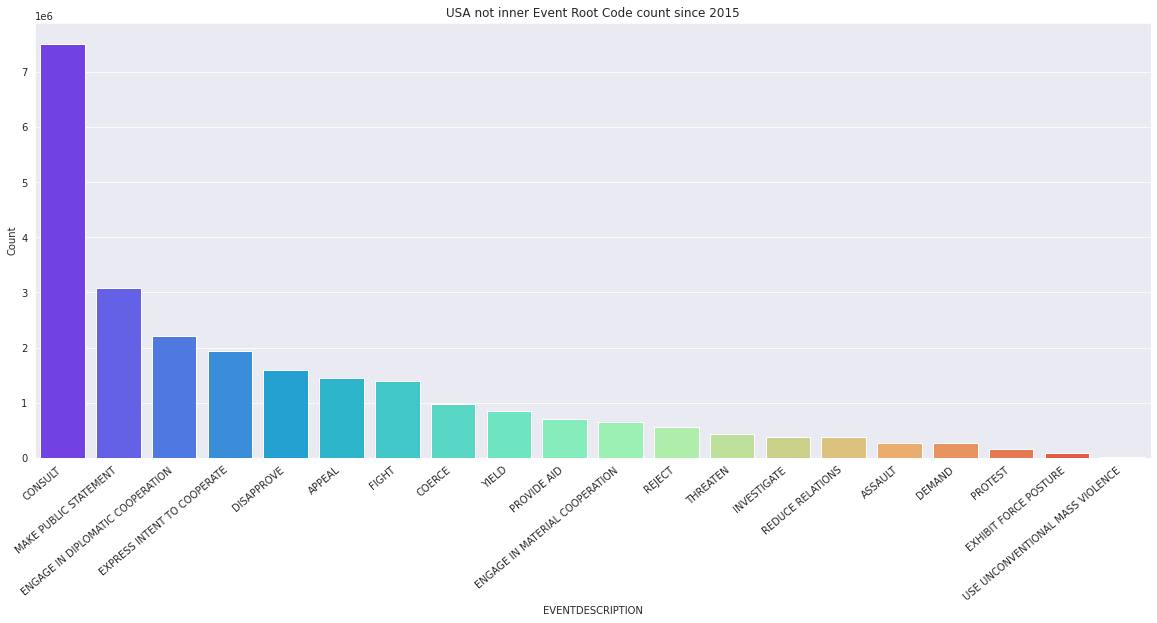 USA not inner Event Root Code count since 2015
1e6
7
6
5
4
3
2
1
0
Count
CONSULT
MAKE PUBLIC STATEMENT
ENGAGE IN DIPLOMATIC COOPERATION
EXPRESS INTENT TO COOPERATE
DISAPPROVE
APPEAL
FIGHT
COERCE
YIELD
PROVIDE AID
ENGAGE IN MATERIAL COOPERATION
REJECT
THREATEN
INVESTIGATE
REDUCE RELATIONS
ASSAULT
DEMAND
PROTEST
EXHIBIT FORCE POSTURE
USE UNCONVENTIONAL MASS VIOLENCE
EVENTDESCRIPTION